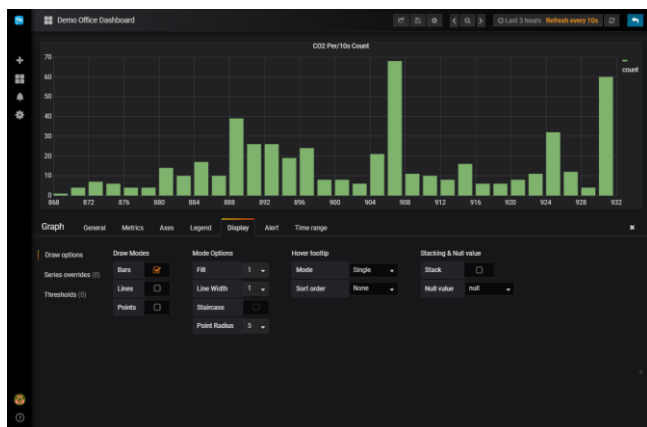 Demo Office Dashboard
Last 3 hours Refresh every 10s
CO2 Per/10s Count
70
60
50
40
30
20
10
0
868 872 876 880 884 888 892 896 900 904 908 912 916 920 924 928 932
count
Graph General Metrics Axes Legend Display Alert Time range
Draw options
Series overrides (0)
Thresholds (0)
Draw Modes
Bars
Lines
Points
Mode Options
Fill 1
Line Width 1
Staircase
Point Radius 5
Hover tooltip
Mode Single
Sort order None
Stacking & Null value
Stack
Null value null